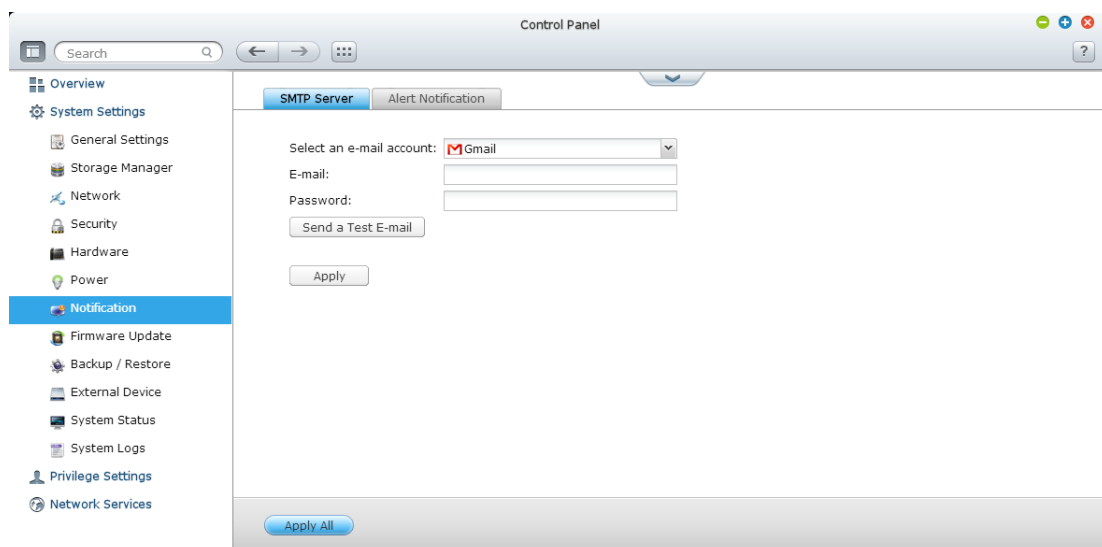 Control Panel
Search
?
Overview
System Settings
General Settings
Storage Manager
Network
Security
Hardware
Power
Notification
Firmware Update
Backup / Restore
External Device
System Status
System Logs
Privilege Settings
Network Services
SMTP Server Alert Notification
Select an e-mail account: Gmail
E-mail:
Password:
Send a Test E-mail
Apply
Apply All